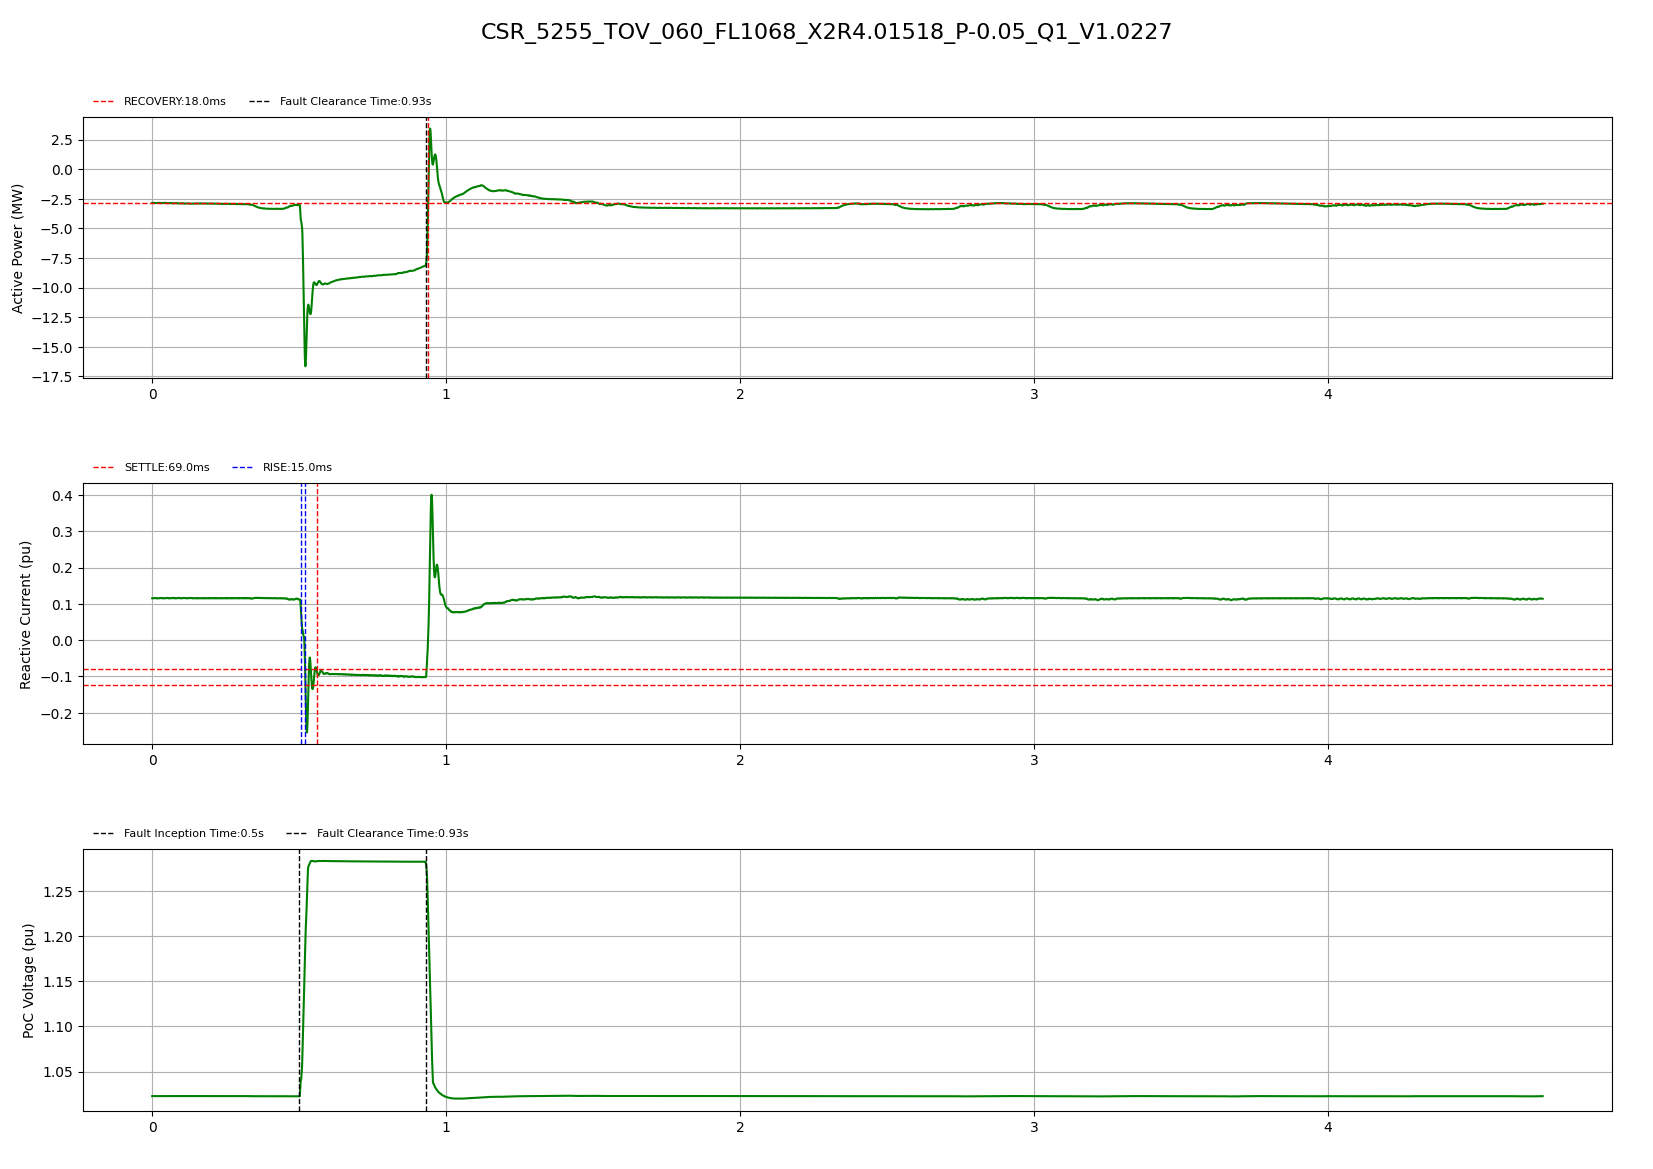 CSR_5255_TOV_060_FL1068_X2R4.01518_P-0.05_Q1_V1.0227
RECOVERY:18.0ms Fault Clearance Time:0.93s
Active Power (MW)
2.5
0.0
−2.5
−5.0
−7.5
−10.0
−12.5
−15.0
−17.5
0 1 2 3 4
SETTLE:69.0ms RISE:15.0ms
Reactive Current (pu)
0.4
0.3
0.2
0.1
0.0
−0.1
−0.2
0 1 2 3 4
Fault Inception Time:0.5s Fault Clearance Time:0.93s
PoC Voltage (pu)
1.25
1.20
1.15
1.10
1.05
0 1 2 3 4